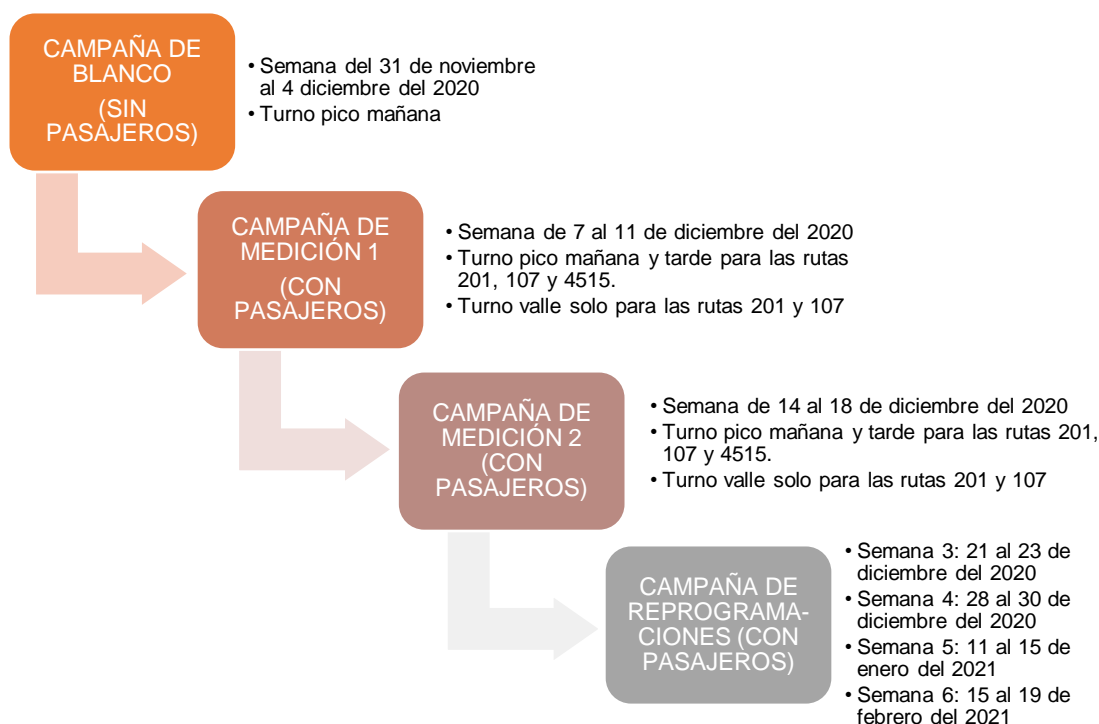 CAMPAÑA DE
BLANCO
(SIN
PASAJEROS)
• Semana del 31 de noviembre
al 4 diciembre del 2020
• Turno pico mañana
CAMPAÑA DE
MEDICIÓN 1
(CON
PASAJEROS)
• Semana de 7 al 11 de diciembre del 2020
• Turno pico mañana y tarde para las rutas
201, 107 y 4515.
• Turno valle solo para las rutas 201 y 107
CAMPAÑA DE
MEDICIÓN 2
(CON
PASAJEROS)
• Semana de 14 al 18 de diciembre del 2020
• Turno pico mañana y tarde para las rutas 201,
107 y 4515.
• Turno valle solo para las rutas 201 y 107
CAMPAÑA DE
REPROGRAMA-
CIONES (CON
PASAJEROS)
• Semana 3: 21 al 23 de
diciembre del 2020
• Semana 4: 28 al 30 de
diciembre del 2020
• Semana 5: 11 al 15 de
enero del 2021
• Semana 6: 15 al 19 de
febrero del 2021